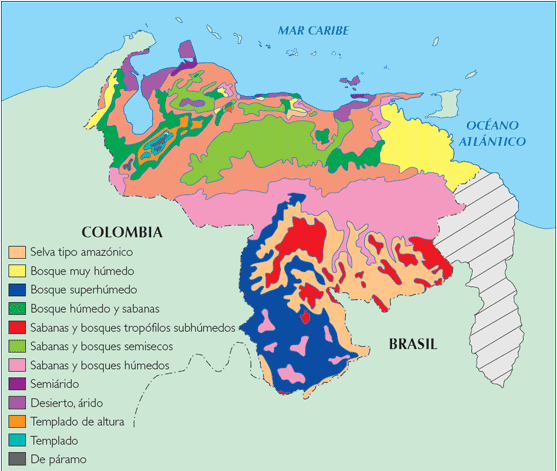 MAR CARIBE
OCÉANO
ATLÁNTICO
COLOMBIA
Selva tipo amazónico
Bosque muy húmedo
Bosque superhúmedo
Bosque húmedo y sabanas
Sabanas y bosques tropófilos subhúmedos
Sabanas y bosques semisecos
Sabanas y bosques húmedos
Semiárido
Desierto, árido
Templado de altura
Templado
De páramo
BRASIL